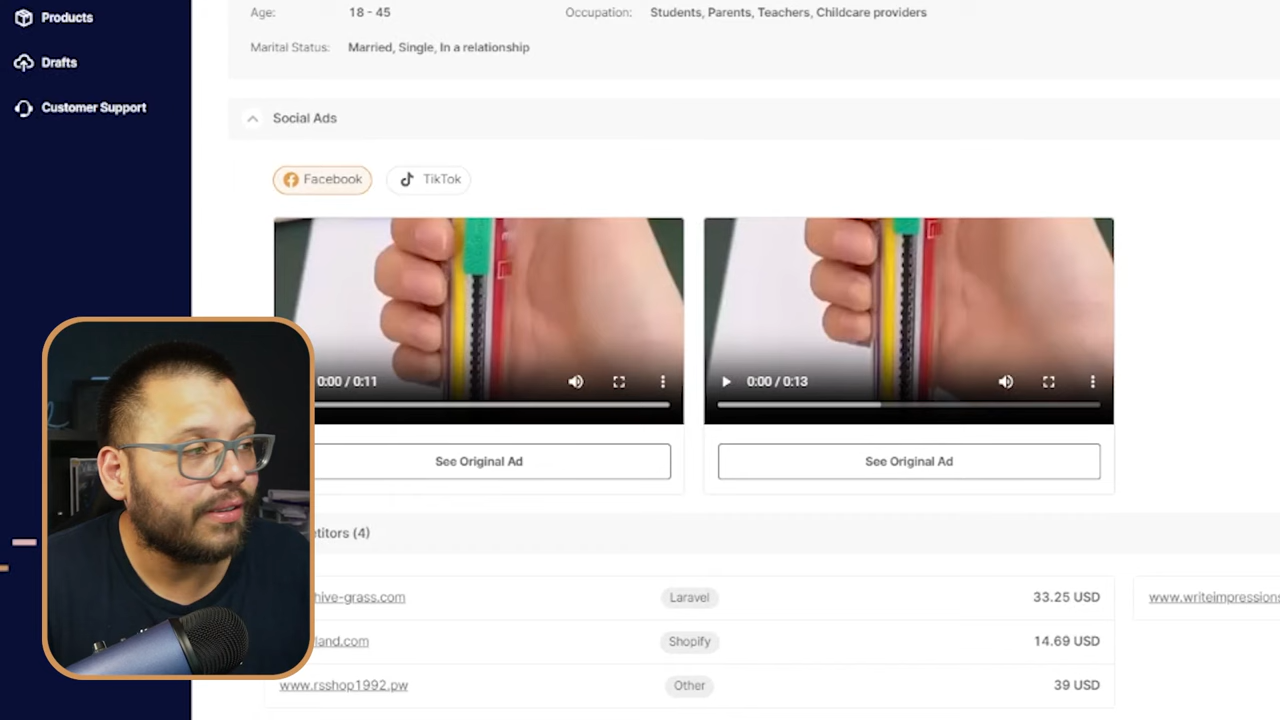 Products
Age: 18 - 45 Occupation: Students, Parents, Teachers, Childcare providers
Marital Status: Married, Single, In a relationship
Drafts
Customer Support
Social Ads
Facebook TikTok
0:00 / 0:11 0:00 / 0:13
See Original Ad See Original Ad
etitors (4)
hive-grass.com Laravel 33.25 USD www.writeimpressions
land.com Shopify 14.69 USD
www.rsshop1992.pw Other 39 USD